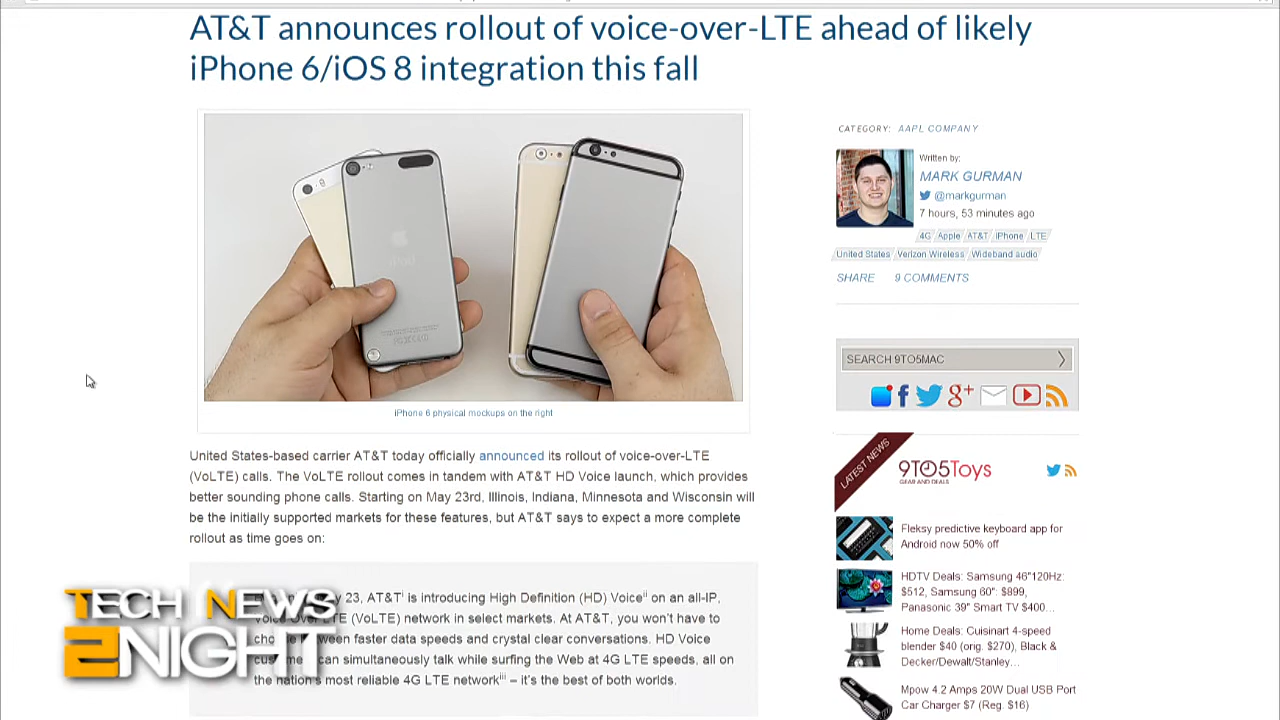 AT&T announces rollout of voice-over-LTE ahead of likely
iPhone 6/iOS 8 integration this fall
iPod
iPhone 6 physical mockups on the right
United States-based carrier AT&T today officially announced its rollout of voice-over-LTE
(VoLTE) calls. The VoLTE rollout comes in tandem with AT&T HD Voice launch, which provides
better sounding phone calls. Starting on May 23rd, Illinois, Indiana, Minnesota and Wisconsin will
be the initially supported markets for these features, but AT&T says to expect a more complete
rollout as time goes on:
23, AT&Tⁱ is introducing High Definition (HD) Voiceⁱⁱ on an all-IP,
(VoLTE) network in select markets. At AT&T, you won't have to
between faster data speeds and crystal clear conversations. HD Voice
can simultaneously talk while surfing the Web at 4G LTE speeds, all on
the nation's most reliable 4G LTE networkⁱⁱⁱ – it's the best of both worlds.
TECH NEWS
2NIGHT
CATEGORY: AAPL COMPANY
Written by:
MARK GURMAN
@markgurman
7 hours, 53 minutes ago
4G Apple AT&T iPhone LTE
United States Verizon Wireless Wideband audio
SHARE 9 COMMENTS
SEARCH 9TO5MAC
LATEST NEWS
9TO5Toys
GEAR AND DEALS
Fleksy predictive keyboard app for
Android now 50% off
HDTV Deals: Samsung 46"120Hz:
$512, Samsung 60": $899,
Panasonic 39" Smart TV $400...
Home Deals: Cuisinart 4-speed
blender $40 (orig. $270), Black &
Decker/Dewalt/Stanley...
Mpow 4.2 Amps 20W Dual USB Port
Car Charger $7 (Reg. $16)